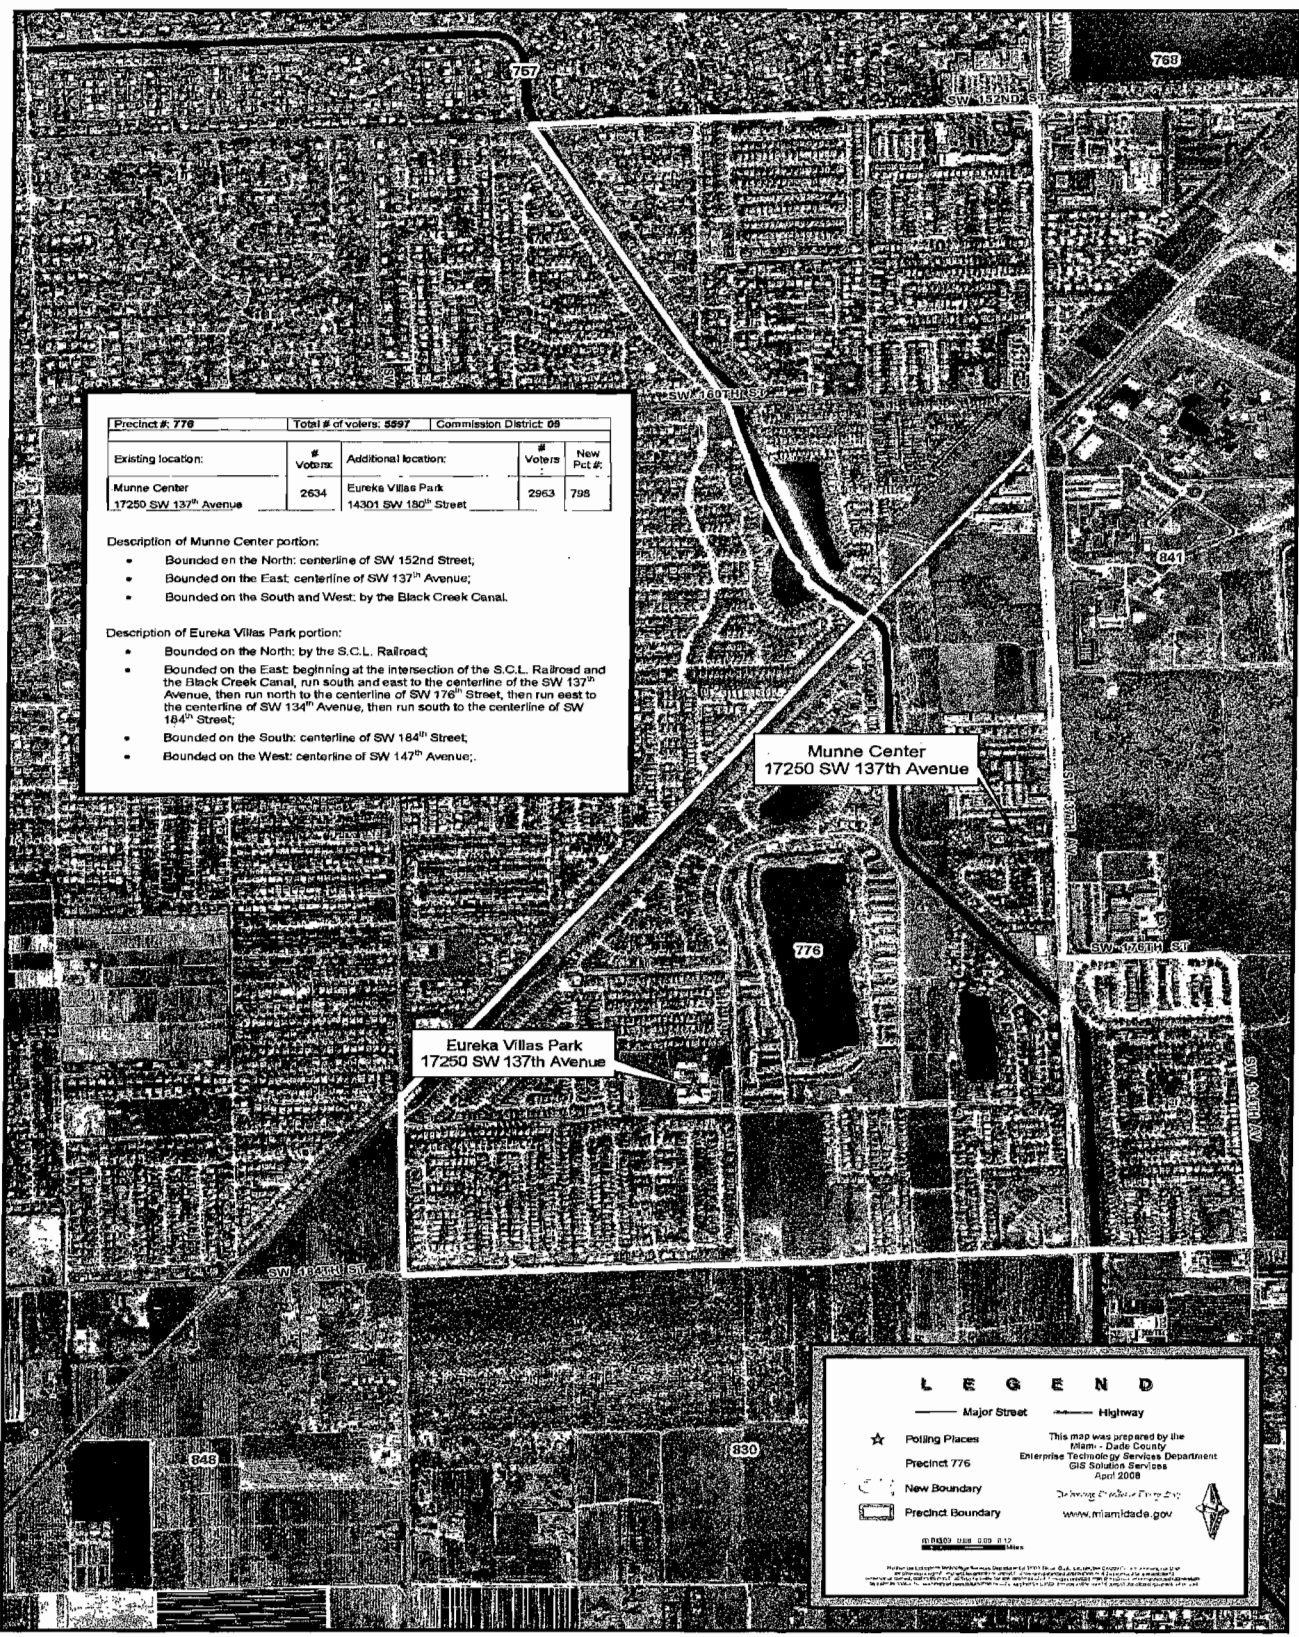 757
768
SW 152ND S
SW 160TH ST
Precinct #: 776 Total # of voters: 5597 Commission District: 09
Existing location: # Voters: Additional location: # Voters : New Pct #:
Munne Center 2634 Eureka Villas Park 2963 798
17250 SW 137th Avenue 14301 SW 180th Street
Description of Munne Center portion:
• Bounded on the North: centerline of SW 152nd Street;
• Bounded on the East: centerline of SW 137th Avenue;
• Bounded on the South and West: by the Black Creek Canal.
Description of Eureka Villas Park portion:
• Bounded on the North: by the S.C.L. Railroad;
• Bounded on the East: beginning at the intersection of the S.C.L. Railroad and
the Black Creek Canal, run south and east to the centerline of the SW 137th
Avenue, then run north to the centerline of SW 176th Street, then run east to
the centerline of SW 134th Avenue, then run south to the centerline of SW
184th Street;
• Bounded on the South: centerline of SW 184th Street;
• Bounded on the West: centerline of SW 147th Avenue;.
841
Munne Center
17250 SW 137th Avenue
SW 176TH ST
776
Eureka Villas Park
17250 SW 137th Avenue
SW 184TH ST
848
830
LEGEND
Major Street Highway
Polling Places
Precinct 776
New Boundary
Precinct Boundary
This map was prepared by the
Miami - Dade County
Enterprise Technology Services Department
GIS Solution Services
April 2008
www.miamidade.gov
Miles